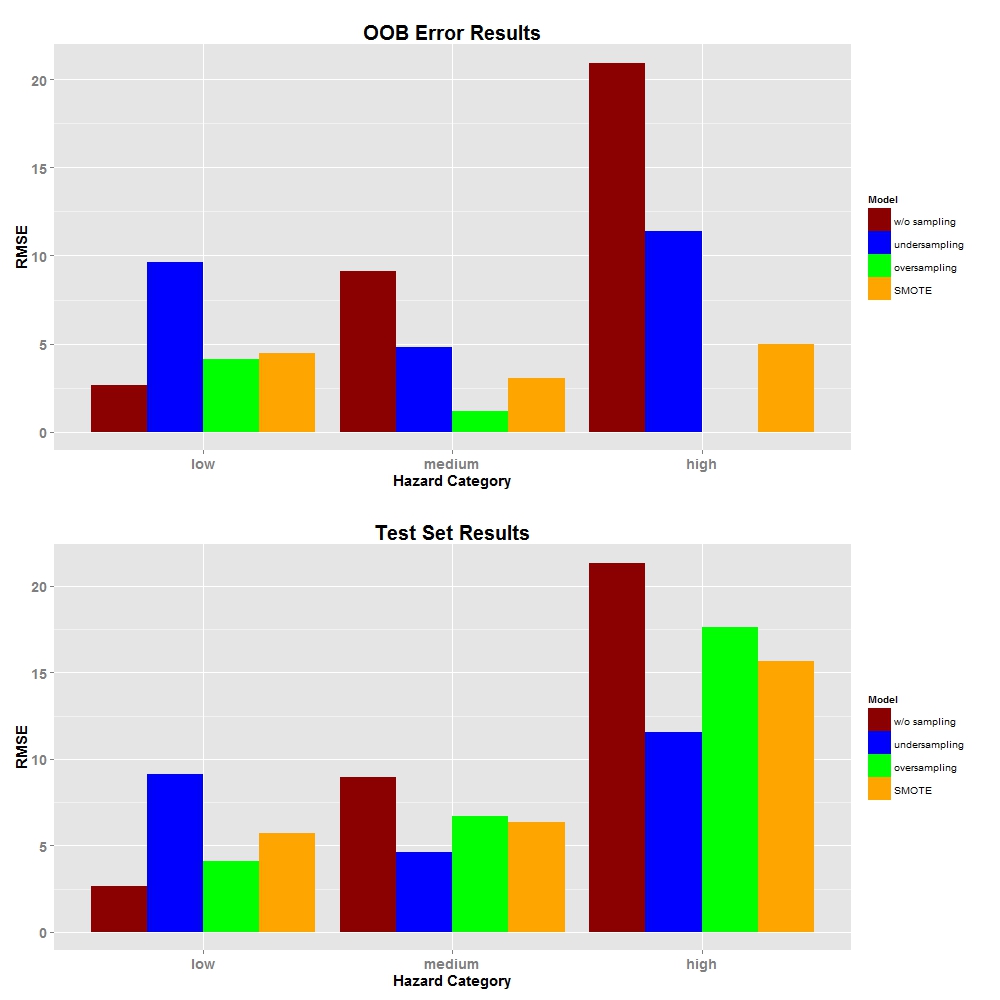 OOB Error Results
20
15
10
5
0
RMSE
low medium high
Hazard Category
Model
w/o sampling
undersampling
oversampling
SMOTE
Test Set Results
20
15
10
5
0
RMSE
low medium high
Hazard Category
Model
w/o sampling
undersampling
oversampling
SMOTE